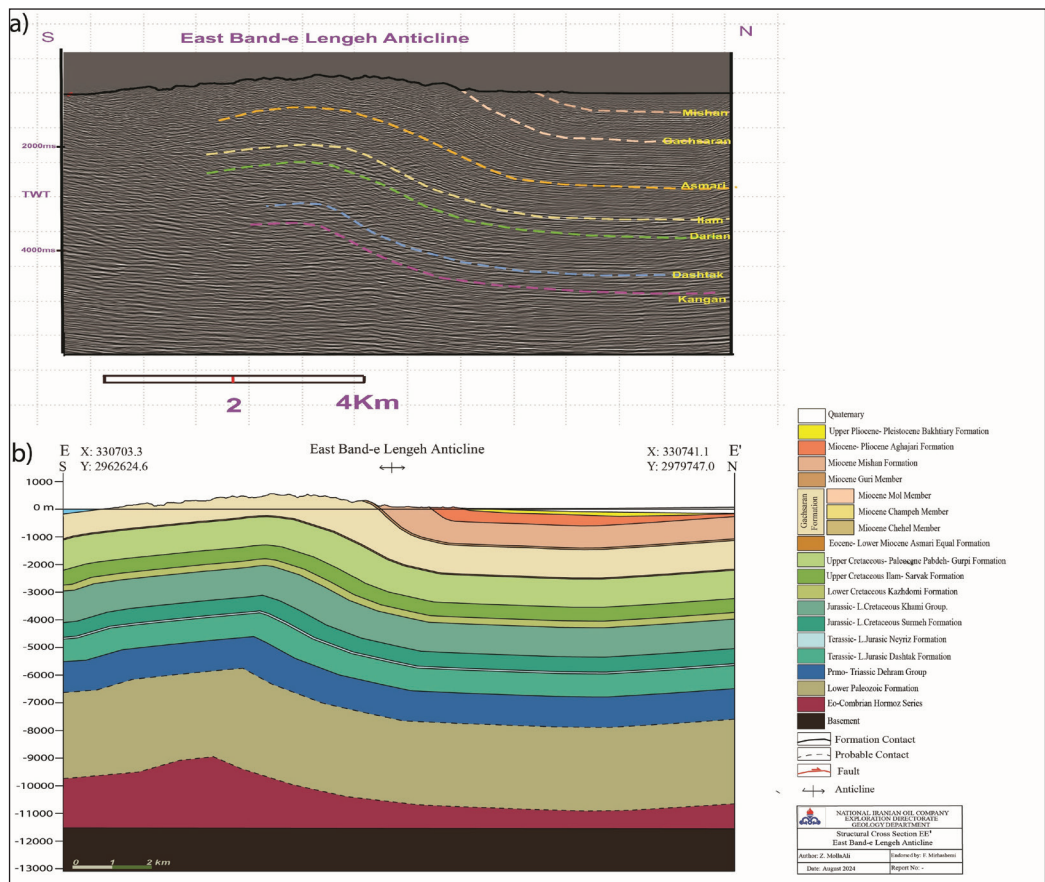 a)
S
East Band-e Lengeh Anticline
N
Mishan
Gachsaran
2000ms
TWT
Asmari
Ilam
Darian
4000ms
Dashtak
Kangan
2
4Km
b)
E
S
X: 330703.3
Y: 2962624.6
East Band-e Lengeh Anticline
X: 330741.1
Y: 2979747.0
E'
N
1000
0 m
-1000
-2000
-3000
-4000
-5000
-6000
-7000
-8000
-9000
-10000
-11000
-12000
-13000
0 1 2 km
Quaternary
Upper Pliocene- Pleistocene Bakhtiary Formation
Miocene- Pliocene Aghajari Formation
Miocene Mishan Formation
Miocene Guri Member
Gachsaran
Formation
Miocene Mol Member
Miocene Champeh Member
Miocene Chehel Member
Eocene- Lower Miocene Asmari Equal Formation
Upper Cretaceous- Paleocgne Pabdeh- Gurpi Formation
Upper Cretaceous Ilam- Sarvak Formation
Lower Cretaceous Kazhdomi Formation
Jurassic- L.Cretaceous Khami Group.
Jurassic- L.Cretaceous Surmeh Formation
Terassic- L.Jurasic Neyriz Formation
Terassic- L.Jurasic Dashtak Formation
Prmo- Triassic Dehram Group
Lower Paleozoic Formation
Eo-Combrian Hormoz Series
Basement
Formation Contact
Probable Contact
Fault
Anticline
NATIONAL IRANIAN OIL COMPANY
EXPLORATION DIRECTORATE
GEOLOGY DEPARTMENT
Structural Cross Section EE'
East Band-e Lengeh Anticline
Author: Z. MollaAli
Endorsed by: F. Mirhashemi
Date: August 2024
Report No: -